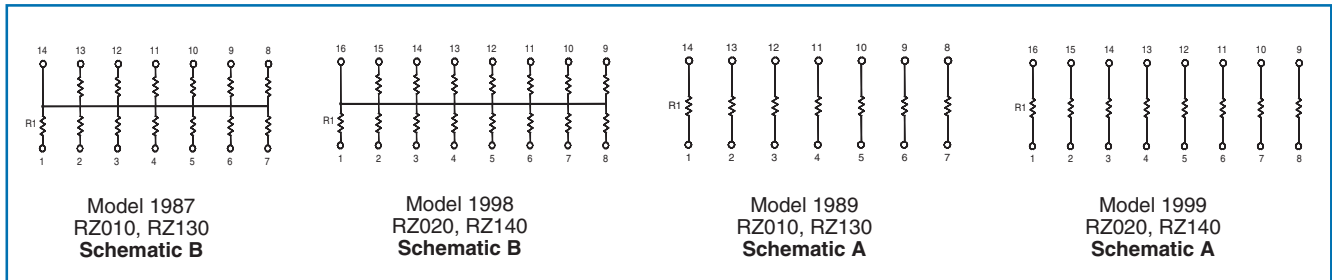 14 13 12 11 10 9 8
R1
1 2 3 4 5 6 7
Model 1987
RZ010, RZ130
Schematic B
16 15 14 13 12 11 10 9
R1
1 2 3 4 5 6 7 8
Model 1998
RZ020, RZ140
Schematic B
14 13 12 11 10 9 8
R1
1 2 3 4 5 6 7
Model 1989
RZ010, RZ130
Schematic A
16 15 14 13 12 11 10 9
R1
1 2 3 4 5 6 7 8
Model 1999
RZ020, RZ140
Schematic A